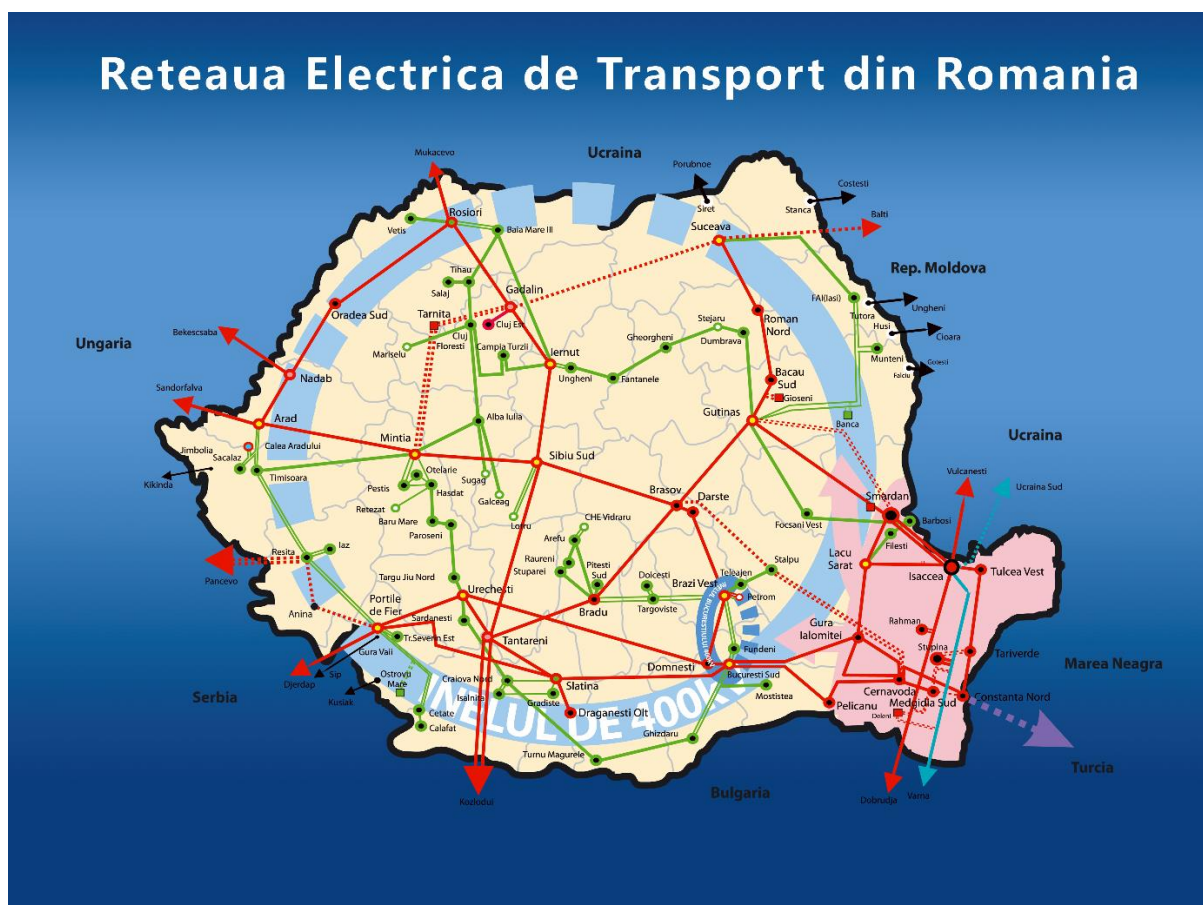 Reteaua Electrica de Transport din Romania
Mukacevo
Ucraina
Porubnoe
Costesti
Siret
Stanca
Rosiori
Vetis
Baia Mare III
Suceava
Balti
Rep. Moldova
Tihau
Salaj
Gadalin
Oradea Sud
Tarnita
Cluj Est
Cluj
Floresti
Mariselu
Campia Turzii
Iernut
Ungheni
Fantanele
Gheorgheni
Stejaru
Dumbrava
Roman
Nord
FAI(Iasi)
Tutora
Ungheni
Husi
Cioara
Munteni
Falciu
Bekescsaba
Ungaria
Nadab
Sandorfalva
Arad
Bacau
Sud
Gioseni
Gutinas
Banca
Ucraina
Jimbolia
Calea Aradului
Sacalaz
Kikinda
Timisoara
Mintia
Alba Iulia
Sibiu Sud
Otelarie
Pestis
Hasdat
Retezat
Baru Mare
Paroseni
Sugag
Galceag
Lotru
Brasov
Darste
Vulcanesti
Ucraina Sud
Smardan
Barbosi
Focsani Vest
Filesti
Lacu
Sarat
Isaccea
Tulcea Vest
Resita
Iaz
Pancevo
Anina
CHE Vidraru
Arefu
Raureni
Stuparei
Pitesti
Sud
Doicesti
Targoviste
Bradu
Brazi Vest
Teleajen
Stalpu
Petrom
Targu Jiu Nord
Urechesti
Portile
de Fier
Sardanesti
Tr.Severin Est
Gura Vaii
Tantareni
Djerdap
Sip
Serbia
Kusiak
Ostrovu
Mare
Cetate
Calafat
Craiova Nord
Isalnita
Gradiste
Slatina
Draganesti Olt
Domnesti
Fundeni
Bucuresti Sud
Mostistea
Gura
Ialomitei
Rahman
Stupina
Tariverde
Marea Neagra
Cernavoda
Medgidia Sud
Constanta Nord
Pelicanu
Deleni
NELUL DE 400K
Ghizdaru
Turnu Magurele
Kozlodui
Bulgaria
Dobrudja
Varna
Turcia